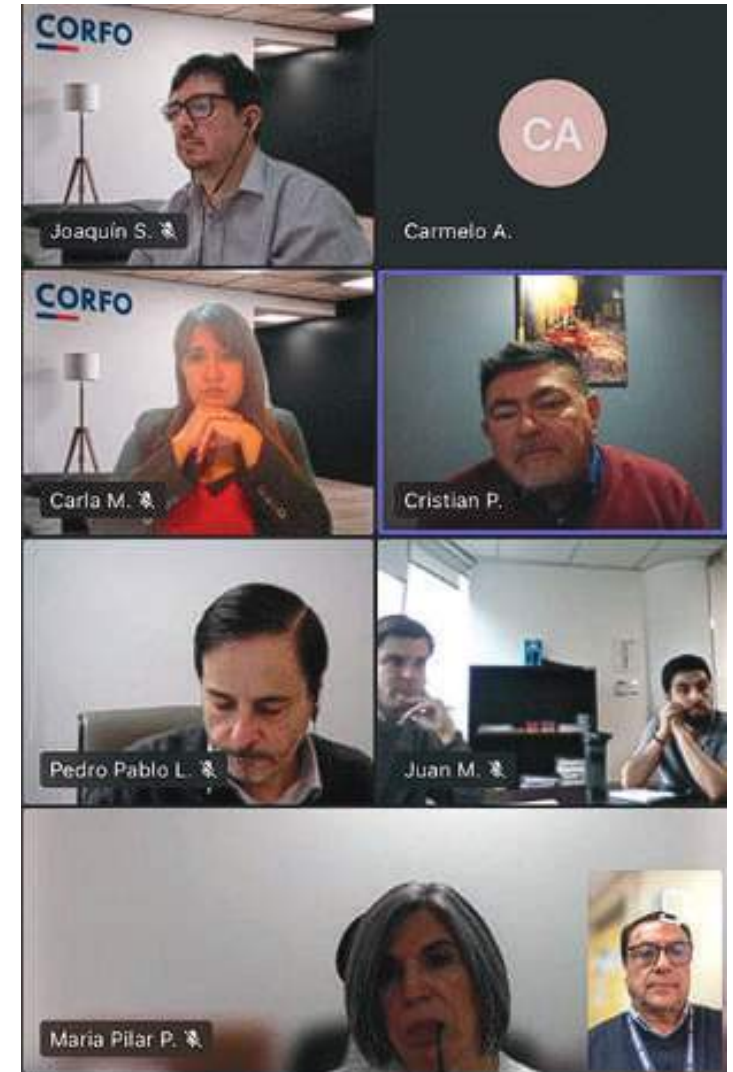 CORFO
Joaquín S.
CA
Carmelo A.
CORFO
Carla M.
Cristian P.
Pedro Pablo L.
Juan M.
Maria Pilar P.